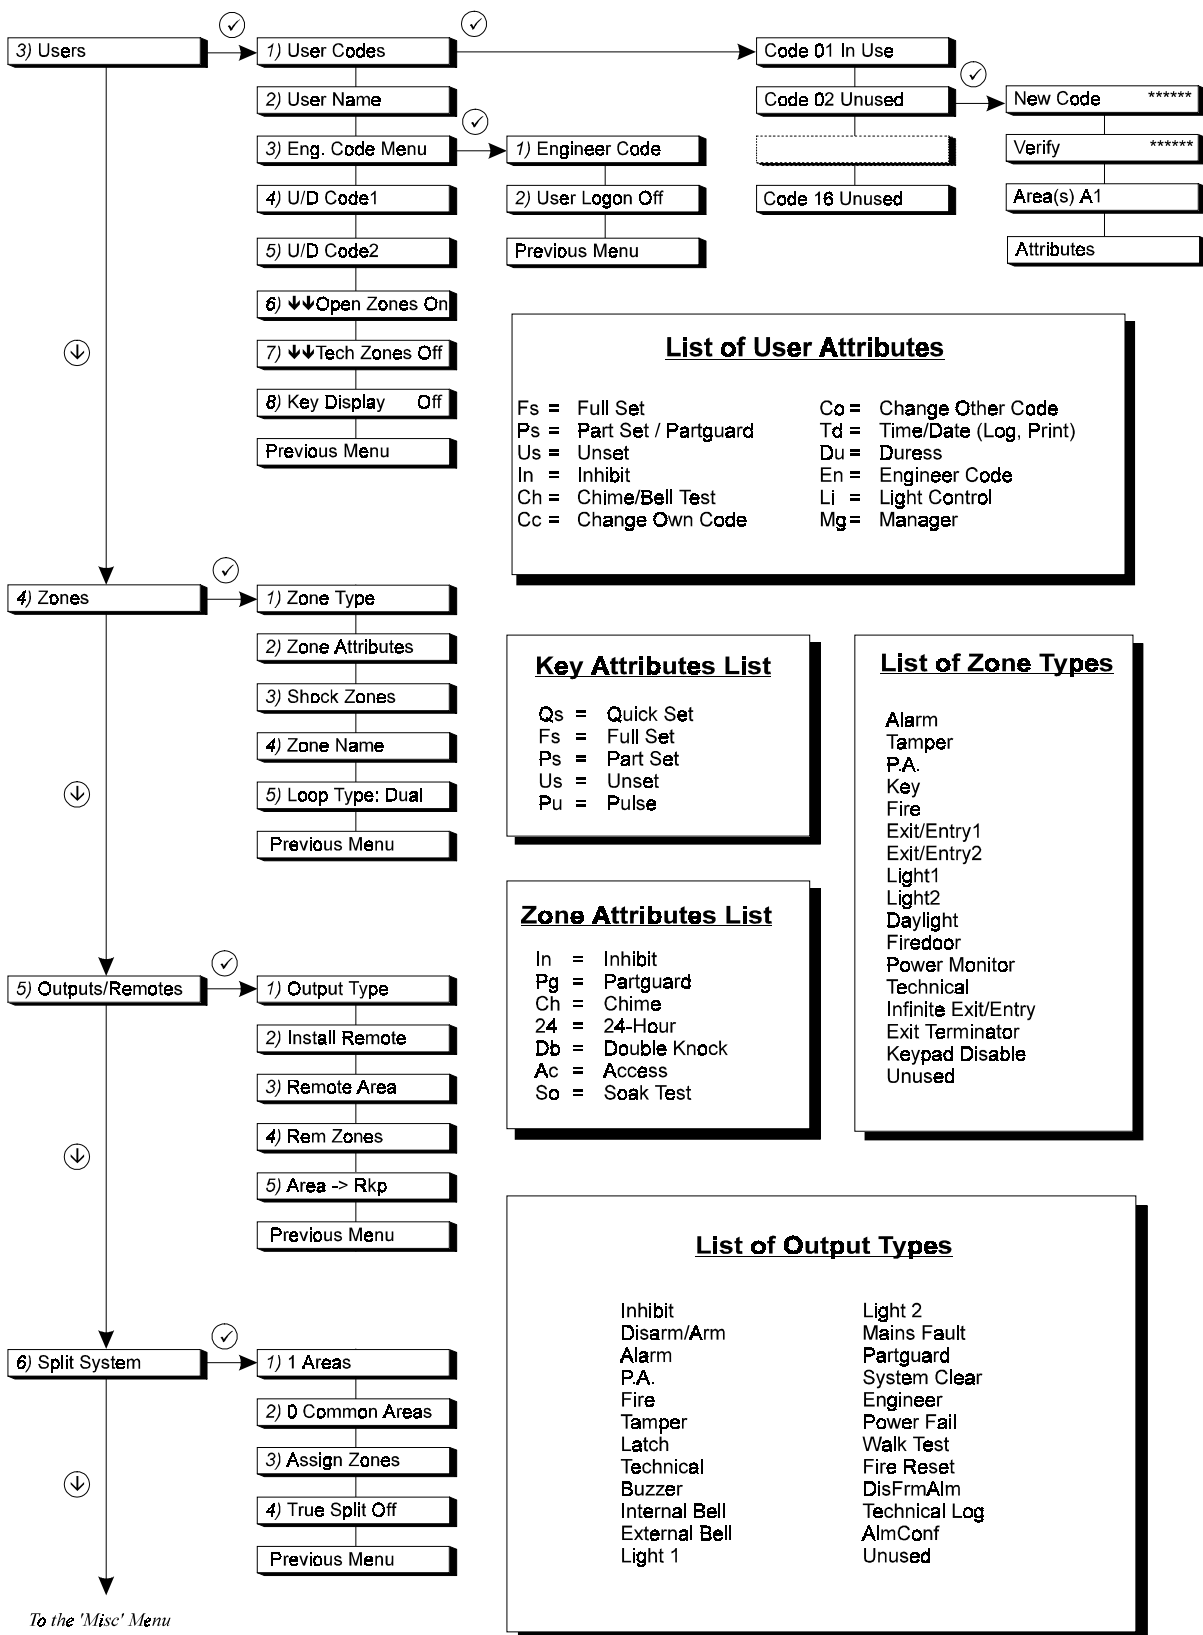 3) Users
1) User Codes
2) User Name
3) Eng. Code Menu
4) U/D Code1
5) U/D Code2
6) ↓↓Open Zones On
7) ↓↓Tech Zones Off
8) Key Display Off
Previous Menu
1) Engineer Code
2) User Logon Off
Previous Menu
Code 01 In Use
Code 02 Unused
Code 16 Unused
New Code ******
Verify ******
Area(s) A1
Attributes
List of User Attributes
Fs = Full Set
Ps = Part Set / Partguard
Us = Unset
In = Inhibit
Ch = Chime/Bell Test
Cc = Change Own Code
Co = Change Other Code
Td = Time/Date (Log, Print)
Du = Duress
En = Engineer Code
Li = Light Control
Mg = Manager
4) Zones
1) Zone Type
2) Zone Attributes
3) Shock Zones
4) Zone Name
5) Loop Type: Dual
Previous Menu
Key Attributes List
Qs = Quick Set
Fs = Full Set
Ps = Part Set
Us = Unset
Pu = Pulse
Zone Attributes List
In = Inhibit
Pg = Partguard
Ch = Chime
24 = 24-Hour
Db = Double Knock
Ac = Access
So = Soak Test
List of Zone Types
Alarm
Tamper
P.A.
Key
Fire
Exit/Entry1
Exit/Entry2
Light1
Light2
Daylight
Firedoor
Power Monitor
Technical
Infinite Exit/Entry
Exit Terminator
Keypad Disable
Unused
5) Outputs/Remotes
1) Output Type
2) Install Remote
3) Remote Area
4) Rem Zones
5) Area -> Rkp
Previous Menu
6) Split System
1) 1 Areas
2) 0 Common Areas
3) Assign Zones
4) True Split Off
Previous Menu
List of Output Types
Inhibit
Disarm/Arm
Alarm
P.A.
Fire
Tamper
Latch
Technical
Buzzer
Internal Bell
External Bell
Light 1
Light 2
Mains Fault
Partguard
System Clear
Engineer
Power Fail
Walk Test
Fire Reset
DisFrmAlm
Technical Log
AlmConf
Unused
To the 'Misc' Menu